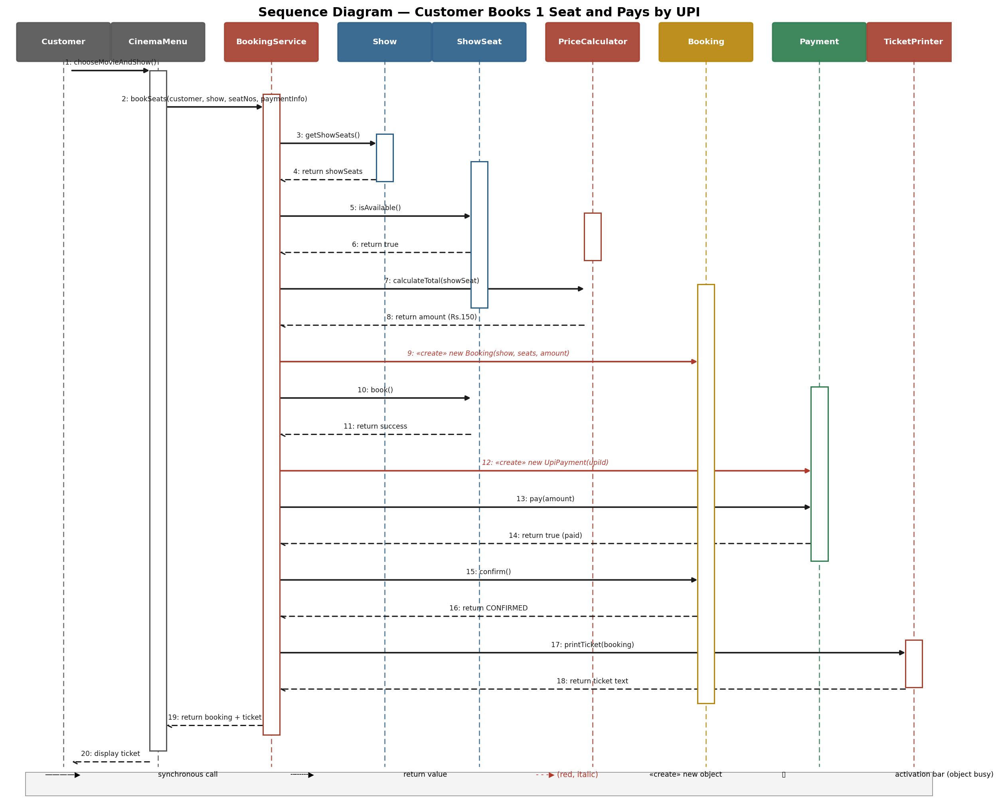 Sequence Diagram — Customer Books 1 Seat and Pays by UPI
Customer
CinemaMenu
BookingService
Show
ShowSeat
PriceCalculator
Booking
Payment
TicketPrinter
1: chooseMovieAndShow()
2: bookSeats(customer, show, seatNos, paymentInfo)
3: getShowSeats()
4: return showSeats
5: isAvailable()
6: return true
7: calculateTotal(showSeat)
8: return amount (Rs.150)
9: «create» new Booking(show, seats, amount)
10: book()
11: return success
12: «create» new UpiPayment(upiId)
13: pay(amount)
14: return true (paid)
15: confirm()
16: return CONFIRMED
17: printTicket(booking)
18: return ticket text
19: return booking + ticket
20: display ticket
synchronous call
return value
(red, italic)
«create» new object
activation bar (object busy)